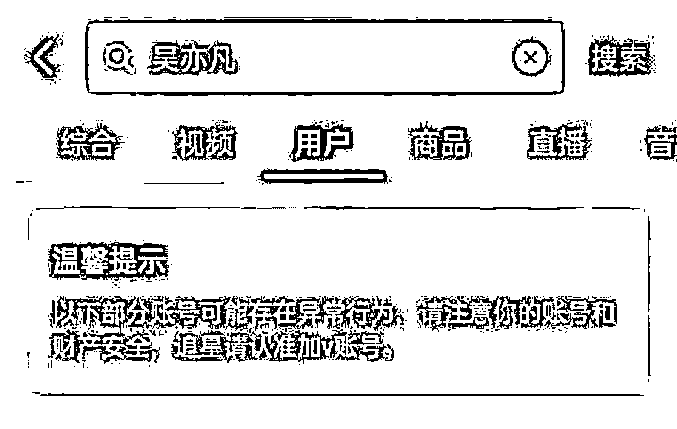 吴亦凡 搜索
综合 视频 用户 商品 直播 音
温馨提示
以下部分账号可能存在异常行为，请注意你的账号和
财产安全，追星请认准加v账号。